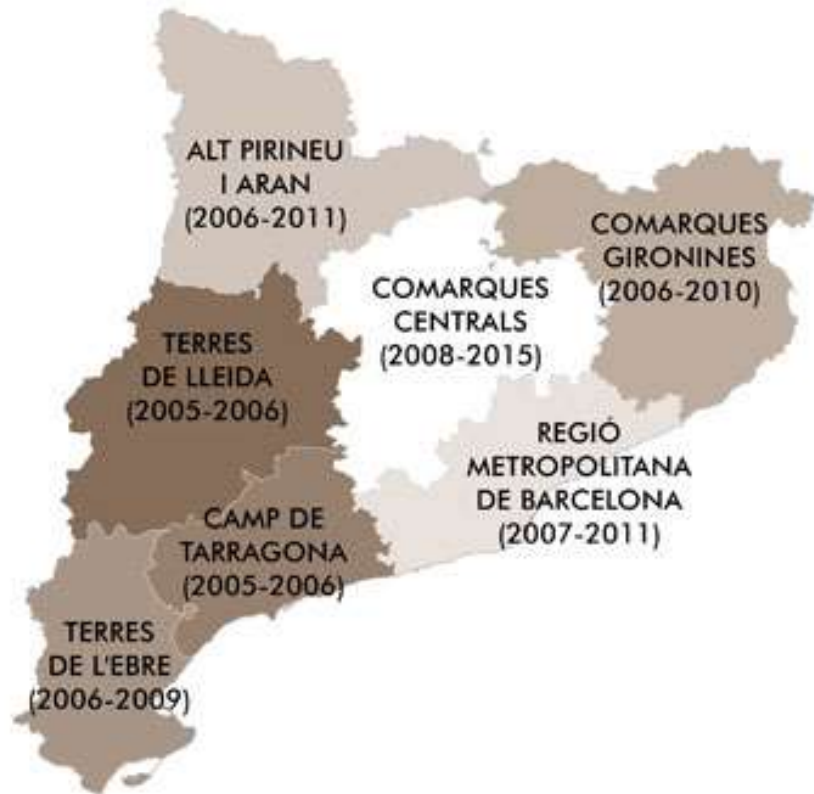 ALT PIRINEU
I ARAN
(2006-2011)
COMARQUES
GIRONINES
(2006-2010)
COMARQUES
CENTRALS
(2008-2015)
TERRES
DE LLEIDA
(2005-2006)
REGIÓ
METROPOLITANA
DE BARCELONA
(2007-2011)
CAMP DE
TARRAGONA
(2005-2006)
TERRES
DE L'EBRE
(2006-2009)